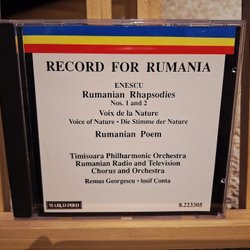 RECORD FOR RUMANIA
ENESCU
Rumanian Rhapsodies
Nos. 1 and 2
Voix de la Nature
Voice of Nature • Die Stimme der Nature
Rumanian Poem
Timisoara Philharmonic Orchestra
Rumanian Radio and Television
Chorus and Orchestra
Remus Georgescu • Iosif Conta
MARCO POLO
8.223305